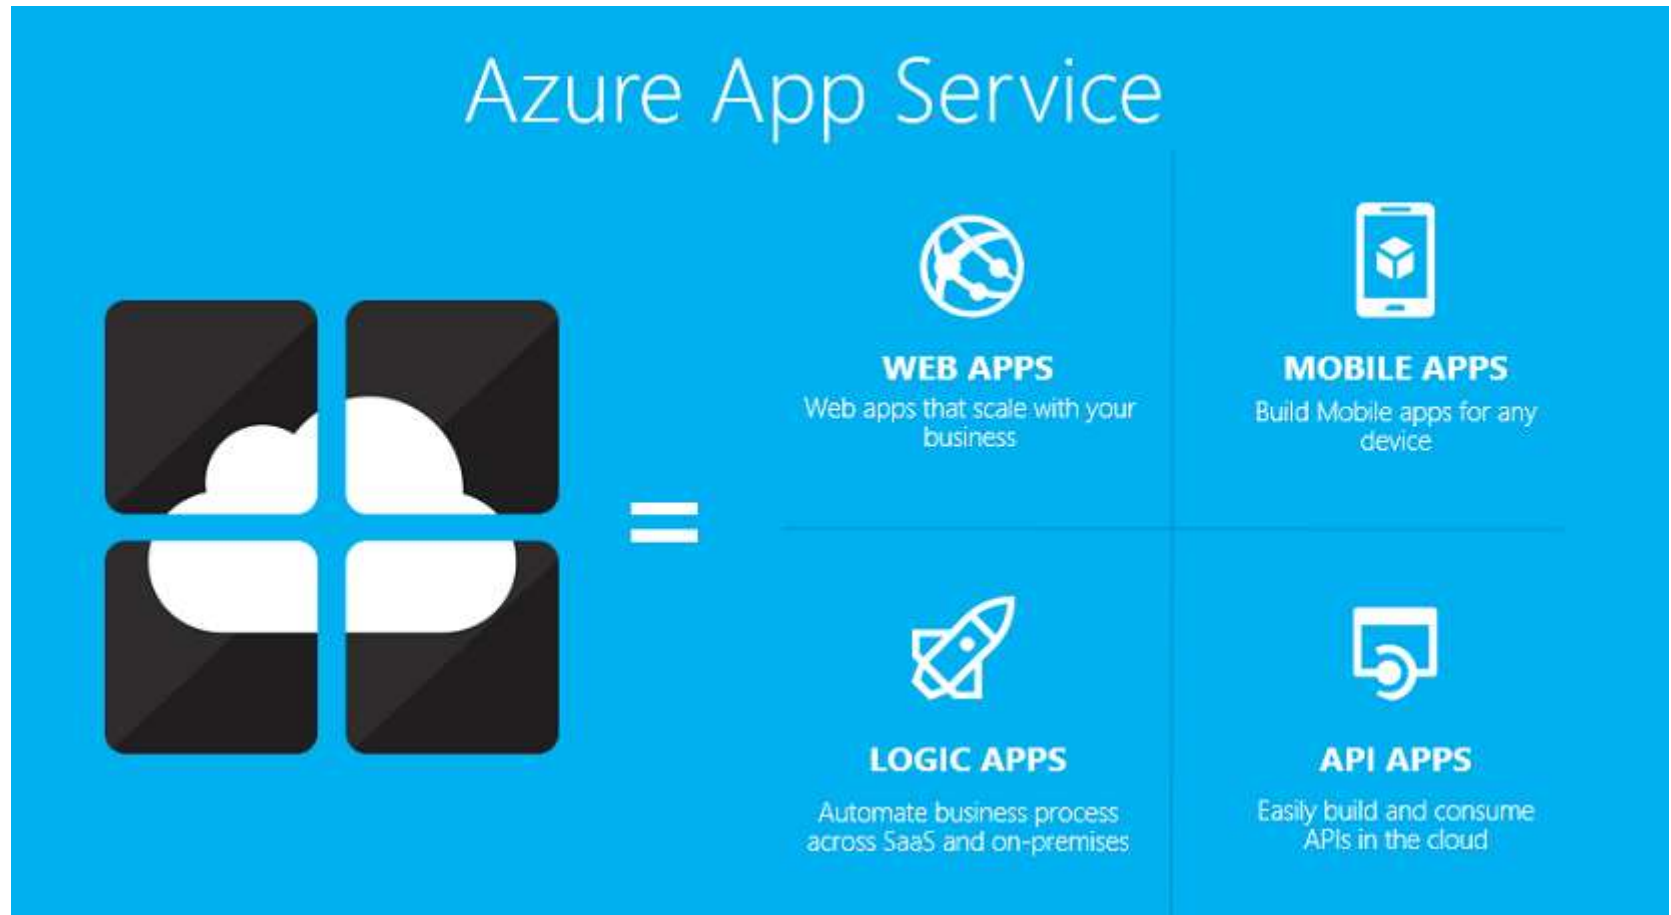 Azure App Service
WEB APPS
Web apps that scale with your
business
MOBILE APPS
Build Mobile apps for any
device
=
LOGIC APPS
Automate business process
across SaaS and on-premises
API APPS
Easily build and consume
APIs in the cloud